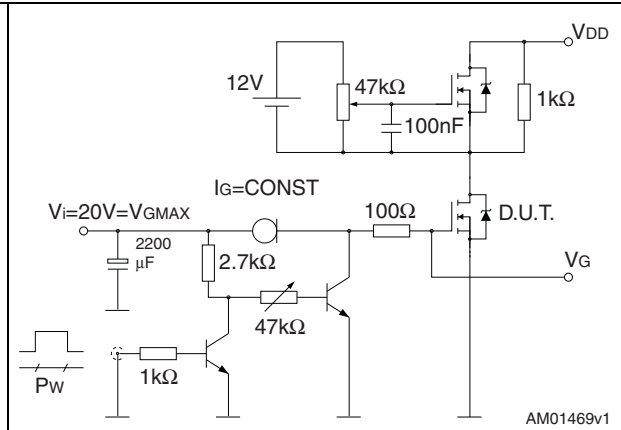 VDD
12V
47kΩ
1kΩ
100nF
IG=CONST
Vi=20V=VGMAX
100Ω
D.U.T.
2200
μF
2.7kΩ
VG
47kΩ
1kΩ
PW
AM01469v1